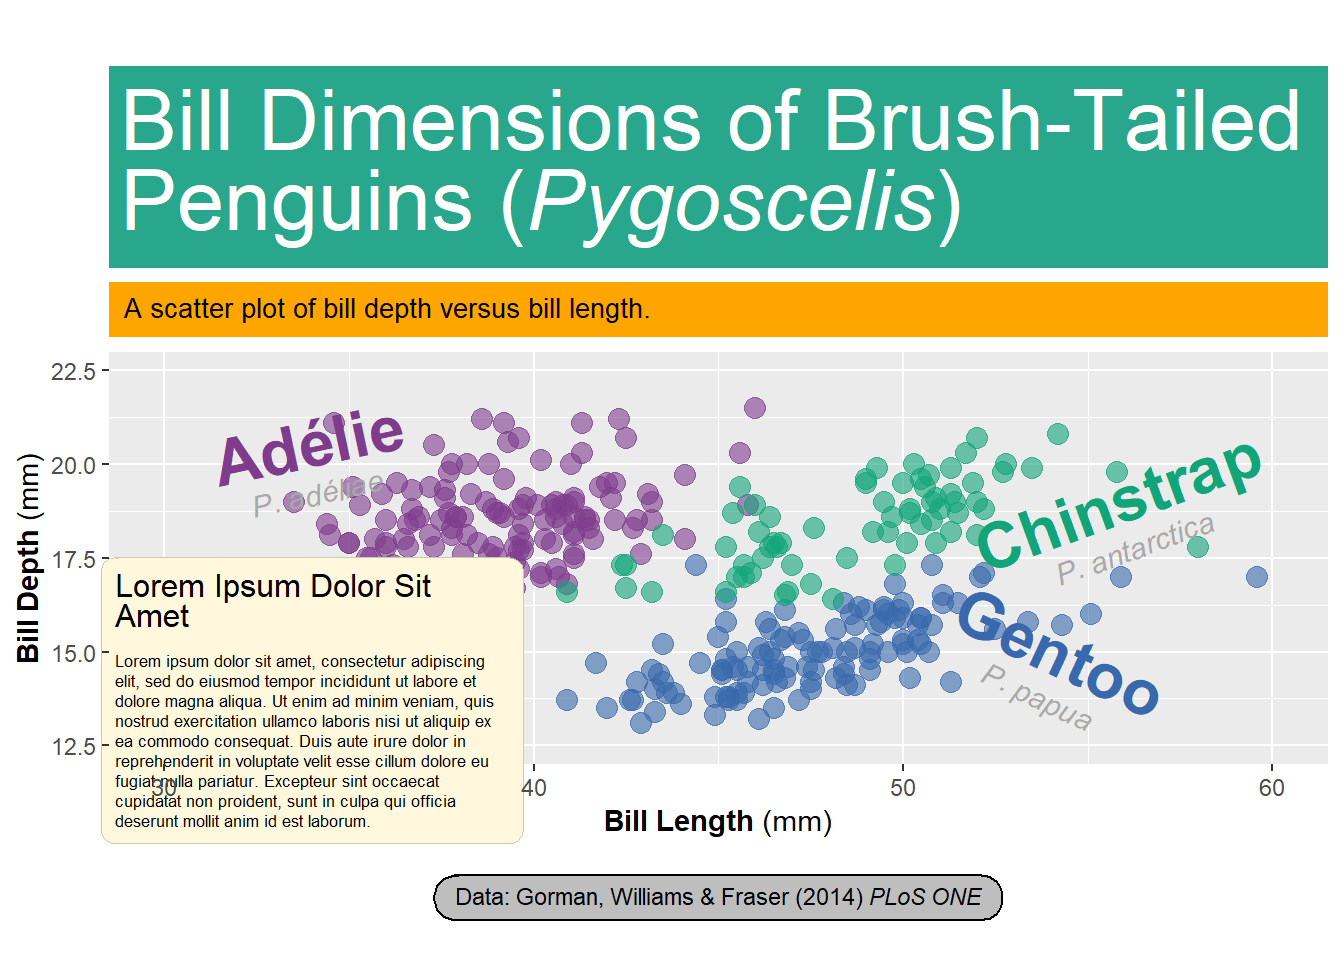 Bill Dimensions of Brush-Tailed
Penguins (Pygoscelis)
A scatter plot of bill depth versus bill length.
22.5
20.0
17.5
15.0
12.5
Bill Depth (mm)
Adélie
P. adéliae
Chinstrap
P. antarctica
Gentoo
P. papua
Lorem Ipsum Dolor Sit
Amet
Lorem ipsum dolor sit amet, consectetur adipiscing
elit, sed do eiusmod tempor incididunt ut labore et
dolore magna aliqua. Ut enim ad minim veniam, quis
nostrud exercitation ullamco laboris nisi ut aliquip ex
ea commodo consequat. Duis aute irure dolor in
reprehenderit in voluptate velit esse cillum dolore eu
fugiat nulla pariatur. Excepteur sint occaecat
cupidatat non proident, sunt in culpa qui officia
deserunt mollit anim id est laborum.
30
40
50
60
Bill Length (mm)
Data: Gorman, Williams & Fraser (2014) PLoS ONE